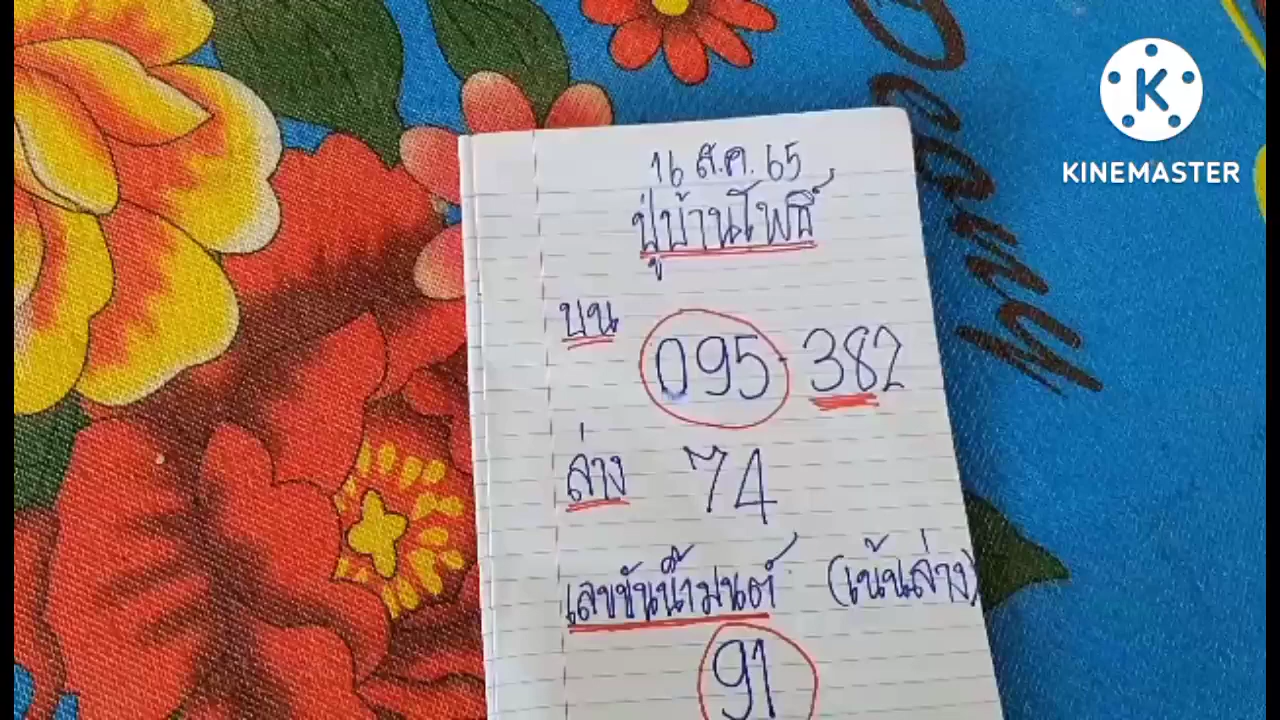 K
KINEMASTER
16 ส.ค. 65
ปู่บ้านโพธิ์
บน
095-382
ล่าง 74
เลขขันน้ำมนต์ (เน้นล่าง)
91